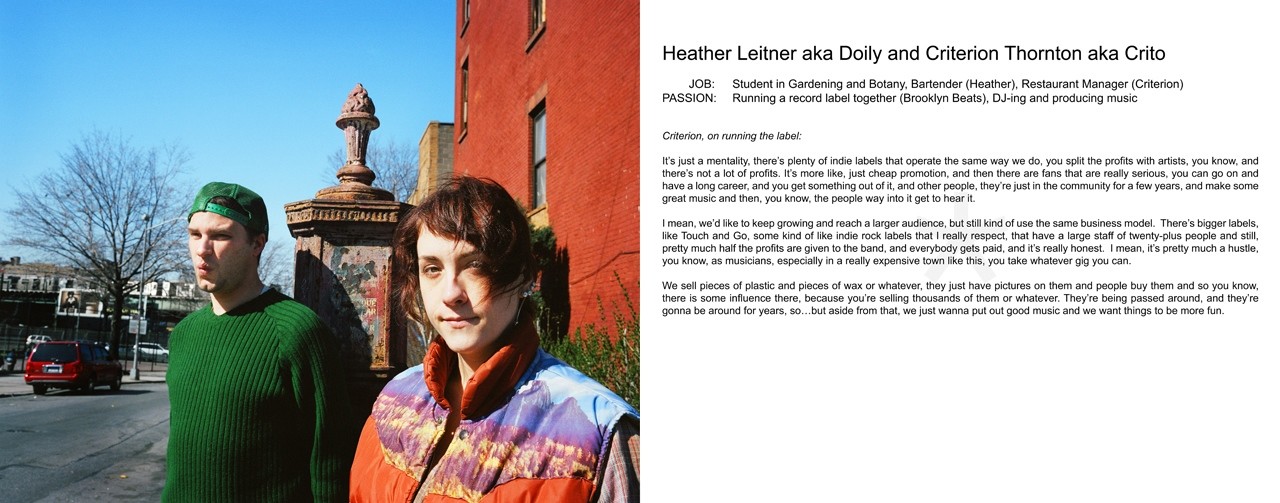 Heather Leitner aka Doily and Criterion Thornton aka Crito
JOB: Student in Gardening and Botany, Bartender (Heather), Restaurant Manager (Criterion)
PASSION: Running a record label together (Brooklyn Beats), DJ-ing and producing music
Criterion, on running the label:
It's just a mentality, there's plenty of indie labels that operate the same way we do, you split the profits with artists, you know, and
there's not a lot of profits. It's more like, just cheap promotion, and then there are fans that are really serious, you can go on and
have a long career, and you get something out of it, and other people, they're just in the community for a few years, and make some
great music and then, you know, the people way into it get to hear it.
I mean, we'd like to keep growing and reach a larger audience, but still kind of use the same business model. There's bigger labels,
like Touch and Go, some kind of like indie rock labels that I really respect, that have a large staff of twenty-plus people and still,
pretty much half the profits are given to the band, and everybody gets paid, and it's really honest. I mean, it's pretty much a hustle,
you know, as musicians, especially in a really expensive town like this, you take whatever gig you can.
We sell pieces of plastic and pieces of wax or whatever, they just have pictures on them and people buy them and so you know,
there is some influence there, because you're selling thousands of them or whatever. They're being passed around, and they're
gonna be around for years, so…but aside from that, we just wanna put out good music and we want things to be more fun.